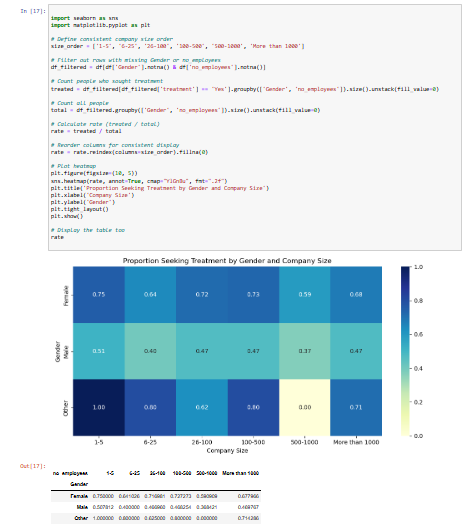 In [17]:
import seaborn as sns
import matplotlib.pyplot as plt
# Define consistent company size order
size_order = ['1-5', '6-25', '26-100', '100-500', '500-1000', 'More than 1000']
# Filter out rows with missing Gender or no_employees
df_filtered = df[df['Gender'].notna() & df['no_employees'].notna()]
# Count people who sought treatment
treated = df_filtered[df_filtered['treatment'] == 'Yes'].groupby(['Gender', 'no_employees']).size().unstack(fill_value=0)
# Count all people
total = df_filtered.groupby(['Gender', 'no_employees']).size().unstack(fill_value=0)
# Calculate rate (treated / total)
rate = treated / total
# Reorder columns for consistent display
rate = rate.reindex(columns=size_order).fillna(0)
# Plot heatmap
plt.figure(figsize=(10, 5))
sns.heatmap(rate, annot=True, cmap="YlGnBu", fmt=".2f")
plt.title('Proportion Seeking Treatment by Gender and Company Size')
plt.xlabel('Company Size')
plt.ylabel('Gender')
plt.tight_layout()
plt.show()
# Display the table too
rate
Proportion Seeking Treatment by Gender and Company Size
Female 0.75 0.64 0.72 0.73 0.59 0.68
Male 0.51 0.40 0.47 0.47 0.37 0.47
Other 1.00 0.80 0.62 0.80 0.00 0.71
Gender
1-5 6-25 26-100 100-500 500-1000 More than 1000
Company Size
1.0
0.8
0.6
0.4
0.2
0.0
Out[17]:
no_employees 1-5 6-25 26-100 100-500 500-1000 More than 1000
Gender
Female 0.750000 0.641026 0.716981 0.727273 0.590909 0.677966
Male 0.507812 0.400000 0.468254 0.368421 0.469767
Other 1.000000 0.800000 0.625000 0.800000 0.000000 0.714286